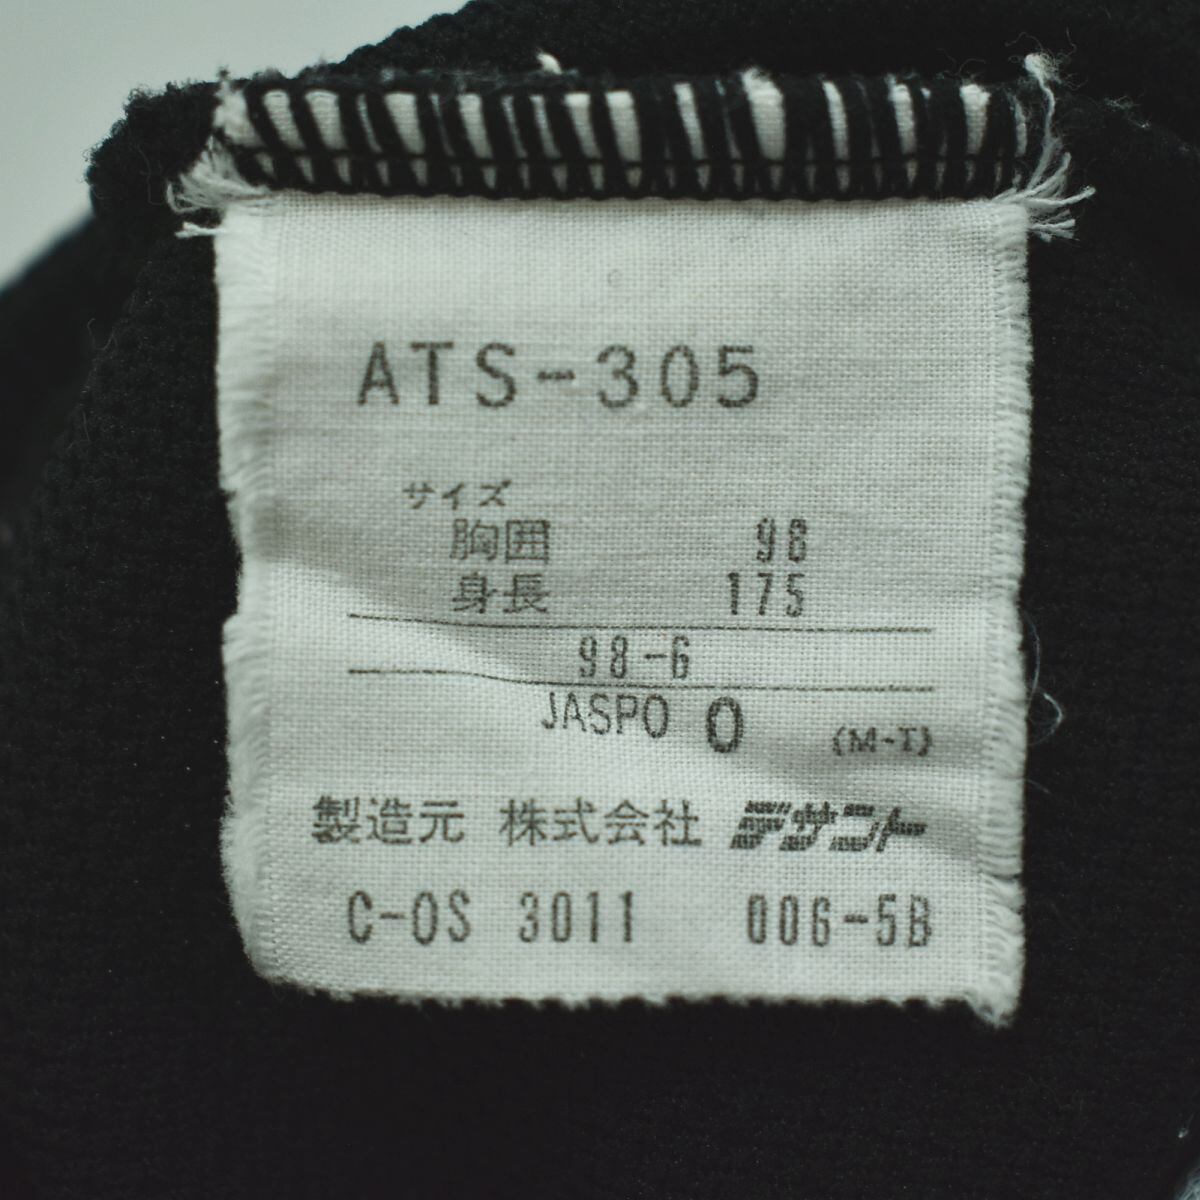 ATS-305
サイズ
胸囲 98
身長 175
98-6
JASPO O (M-T)
製造元 株式会社 デサント
C-OS 3011 006-5B